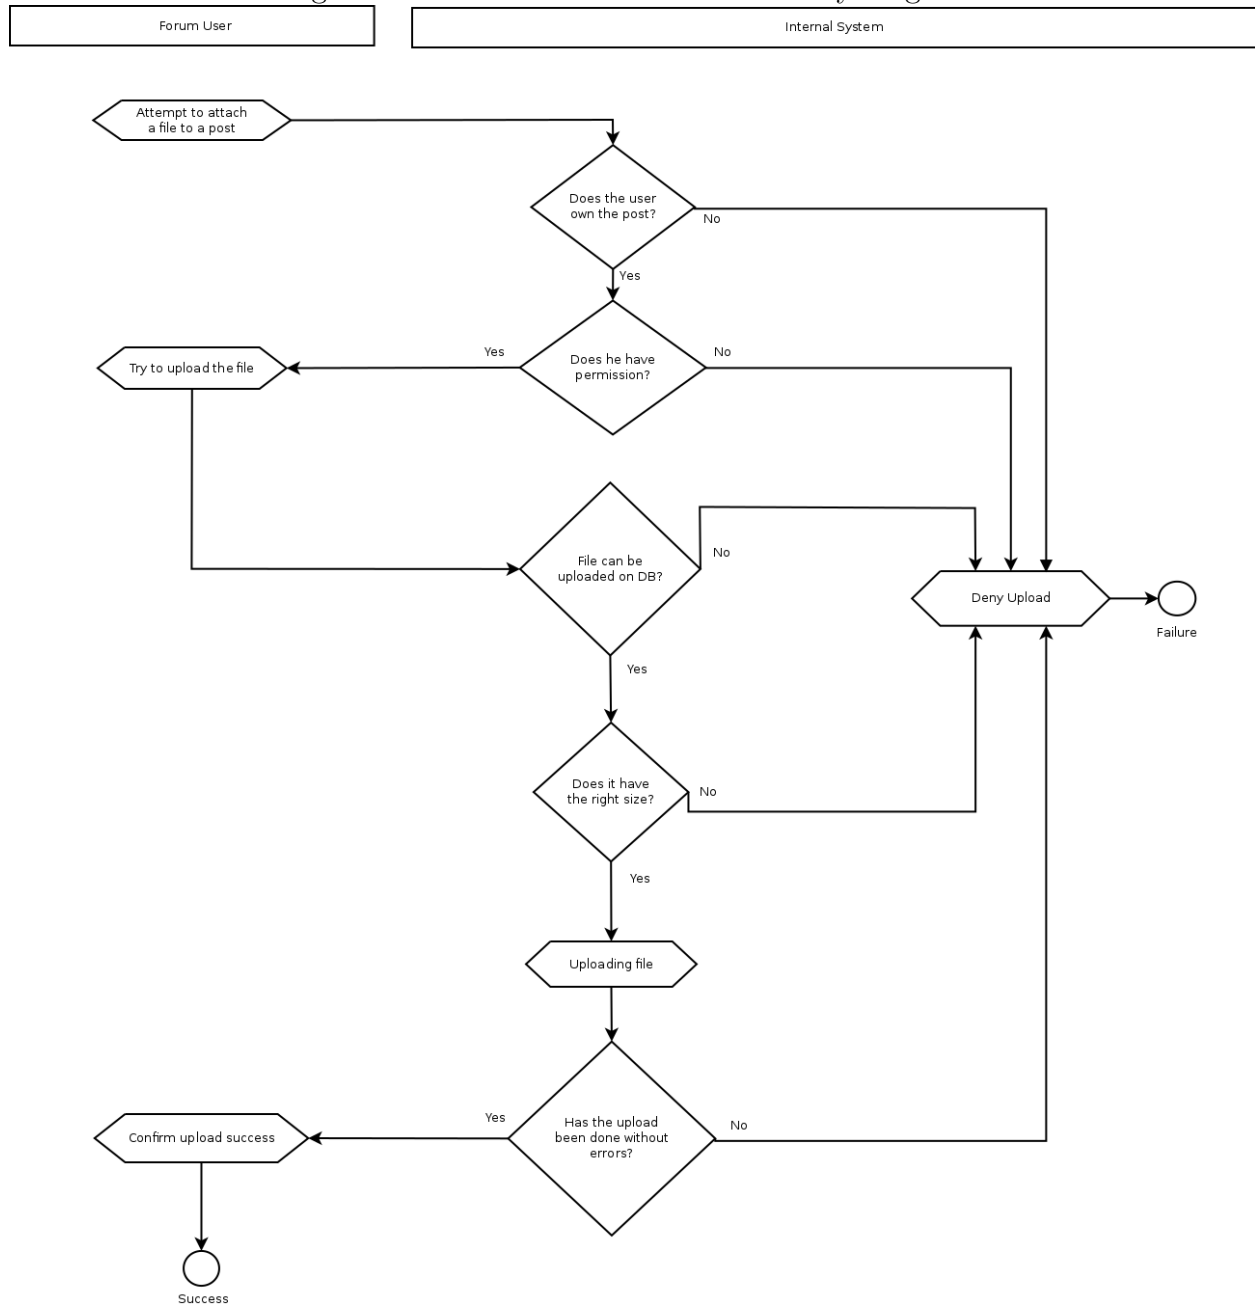 Forum User
Internal System
Attempt to attach
a file to a post
Does the user
own the post?
No
Yes
Does he have
permission?
Yes
No
Try to upload the file
File can be
uploaded on DB?
No
Yes
Deny Upload
Failure
Does it have
the right size?
No
Yes
Uploading file
Has the upload
been done without
errors?
Yes
No
Confirm upload success
Success